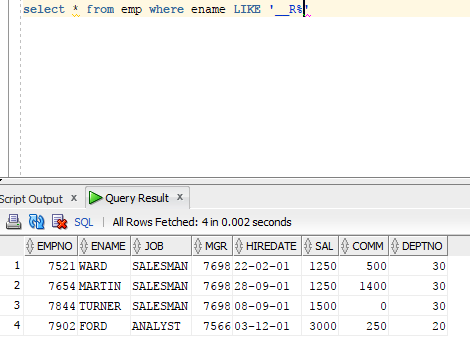 select * from emp where ename LIKE '__R%'
Script Output x Query Result x
SQL | All Rows Fetched: 4 in 0.002 seconds
EMPNO ENAME JOB MGR HIREDATE SAL COMM DEPTNO
1 7521 WARD SALESMAN 7698 22-02-01 1250 500 30
2 7654 MARTIN SALESMAN 7698 28-09-01 1250 1400 30
3 7844 TURNER SALESMAN 7698 08-09-01 1500 0 30
4 7902 FORD ANALYST 7566 03-12-01 3000 250 20